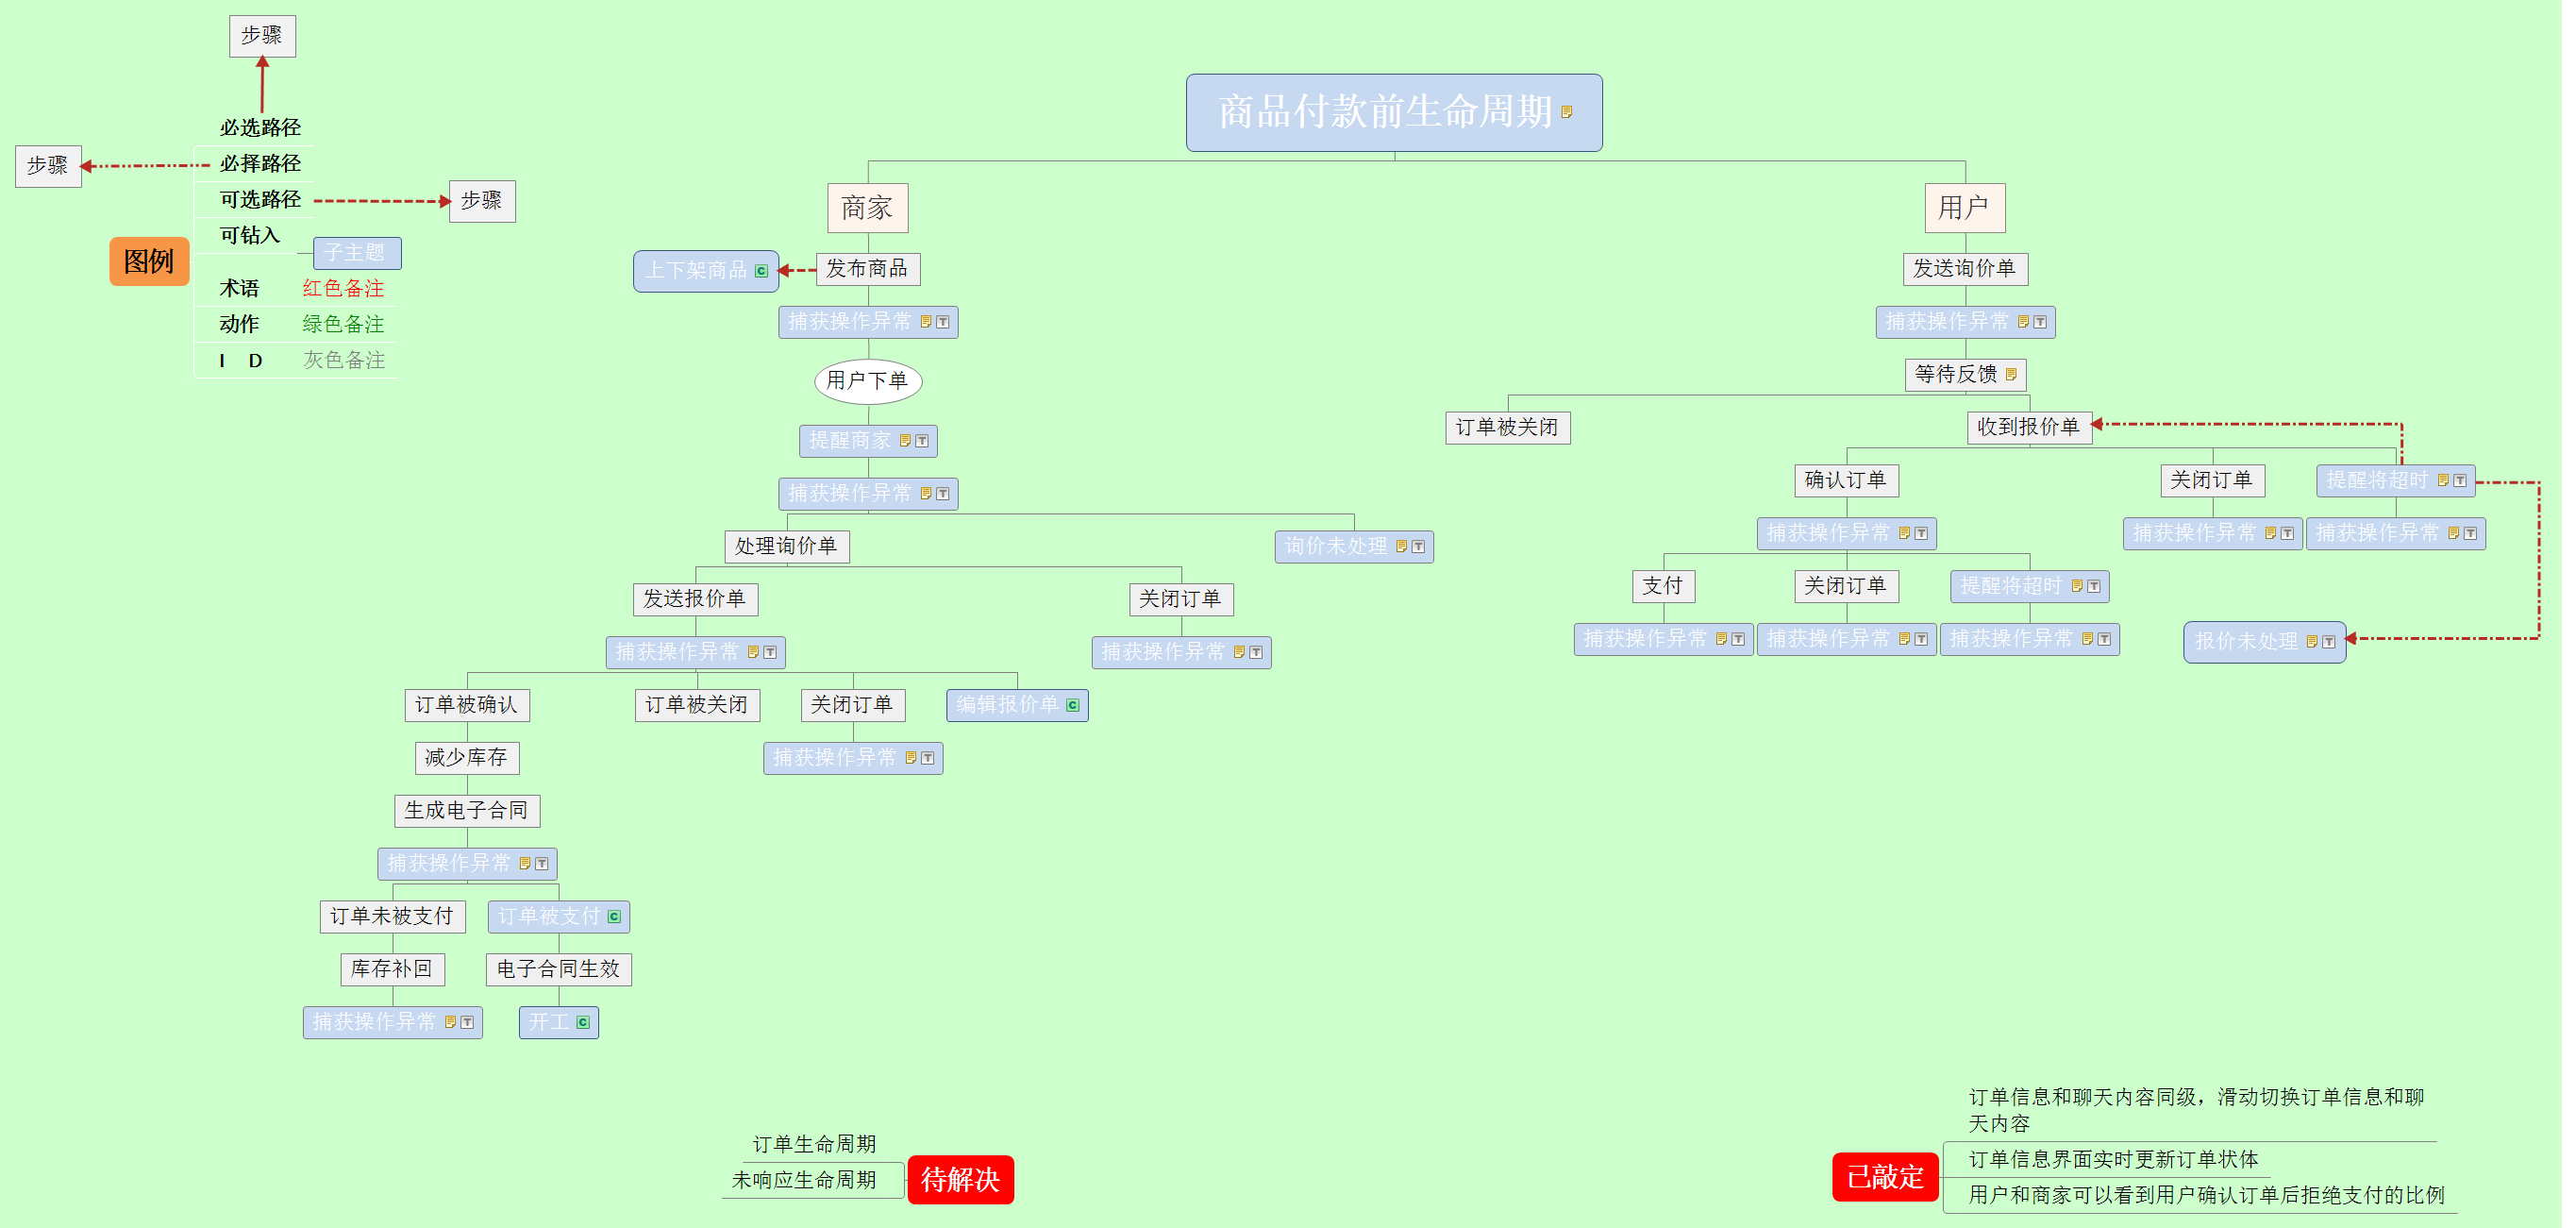 步骤
必选路径
步骤
必择路径
可选路径
步骤
可钻入
子主题
图例
术语 红色备注
动作 绿色备注
I D 灰色备注
商品付款前生命周期
商家
上下架商品
发布商品
捕获操作异常
用户下单
提醒商家
捕获操作异常
处理询价单
询价未处理
发送报价单
关闭订单
捕获操作异常
捕获操作异常
订单被确认
订单被关闭
关闭订单
编辑报价单
减少库存
捕获操作异常
生成电子合同
捕获操作异常
订单未被支付
订单被支付
库存补回
电子合同生效
捕获操作异常
开工
用户
发送询价单
捕获操作异常
等待反馈
订单被关闭
收到报价单
确认订单
关闭订单
提醒将超时
捕获操作异常
捕获操作异常
捕获操作异常
支付
关闭订单
提醒将超时
捕获操作异常
捕获操作异常
捕获操作异常
报价未处理
订单生命周期
未响应生命周期
待解决
已敲定
订单信息和聊天内容同级，滑动切换订单信息和聊
天内容
订单信息界面实时更新订单状体
用户和商家可以看到用户确认订单后拒绝支付的比例